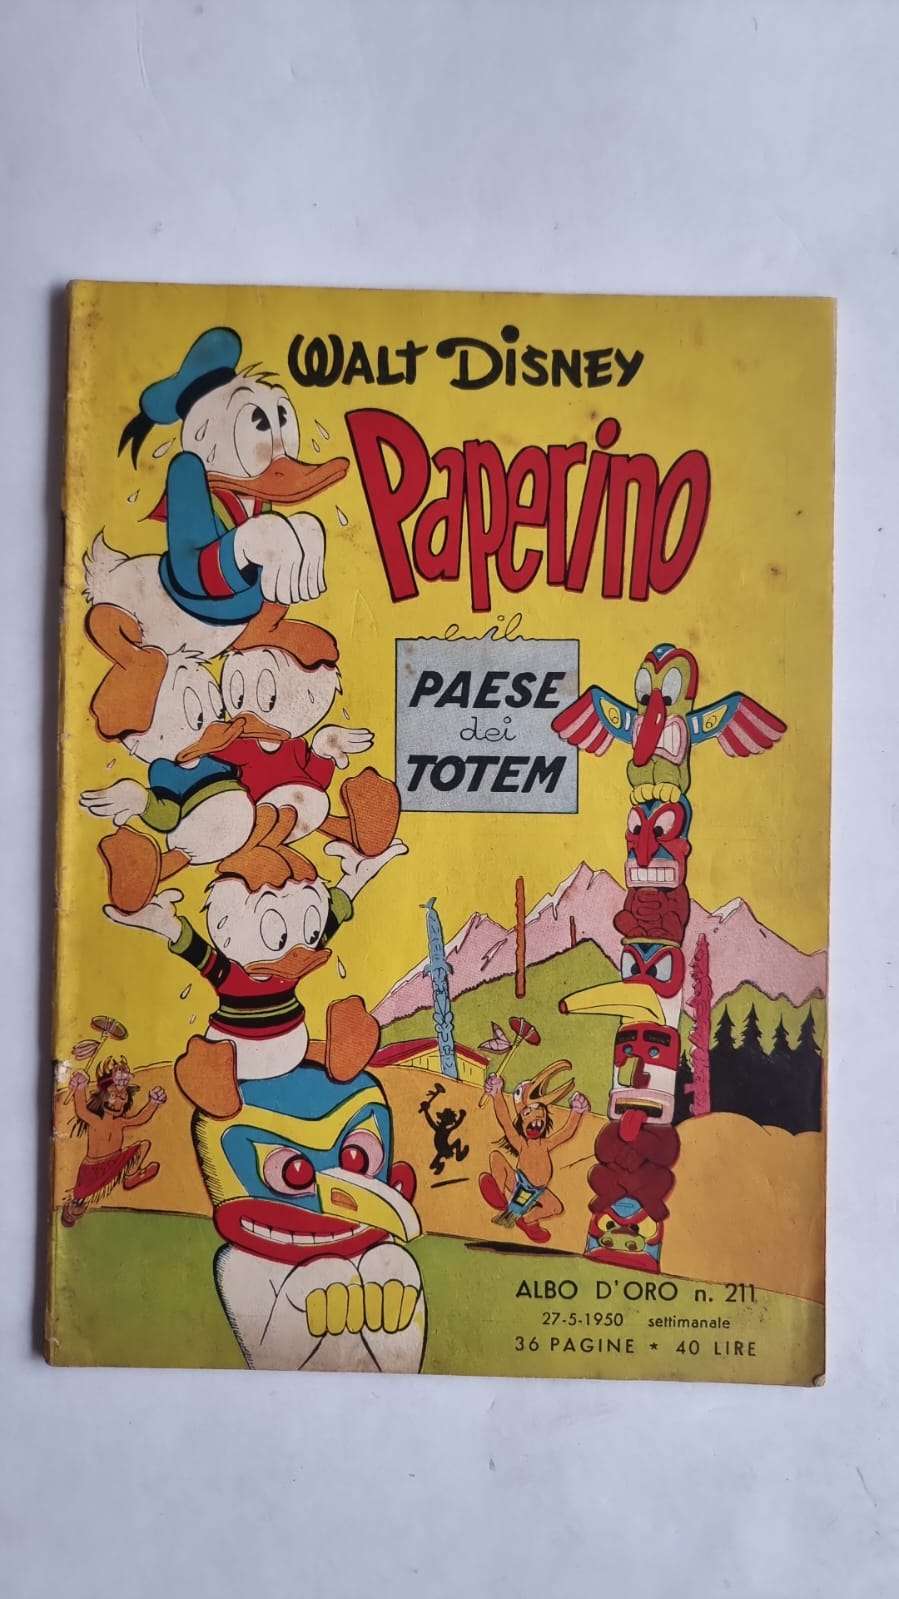 WALT DISNEY
Paperino
e il
PAESE
dei
TOTEM
ALBO D'ORO n. 211
27-5-1950 settimanale
36 PAGINE * 40 LIRE